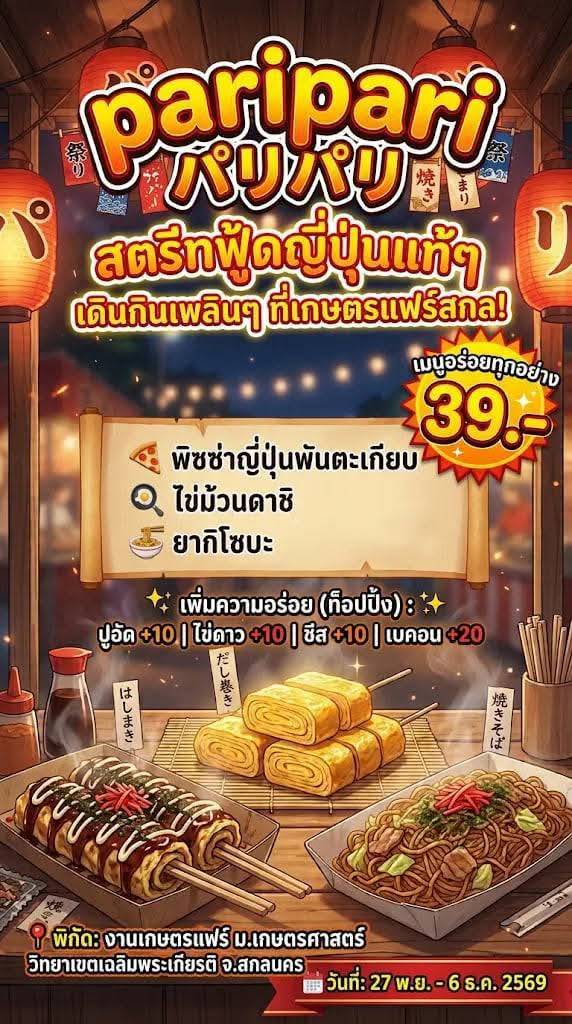 paripari
パリパリ
祭り
焼き
祭
パ
リ
สตรีทฟู้ดญี่ปุ่นแท้ๆ
เดินกินเพลินๆ ที่เกษตรแฟร์สกล!
เมนูอร่อยทุกอย่าง
39.-
พิซซ่าญี่ปุ่นพันตะเกียบ
ไข่ม้วนดาชิ
ยากิโซบะ
เพิ่มความอร่อย (ท็อปปิ้ง) :
ปูอัด +10 | ไข่ดาว +10 | ชีส +10 | เบคอน +20
はしまき
だし巻き
焼きそば
📍 พิกัด: งานเกษตรแฟร์ ม.เกษตรศาสตร์
วิทยาเขตเฉลิมพระเกียรติ จ.สกลนคร
วันที่: 27 พ.ย. - 6 ธ.ค. 2569